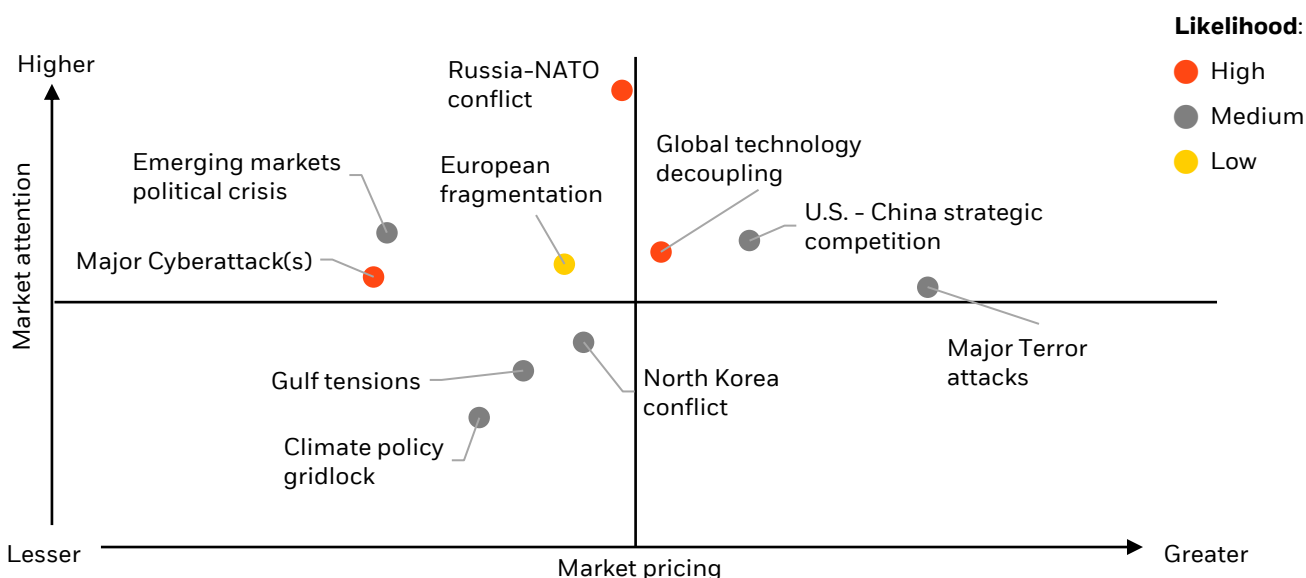 Likelihood:
High
Medium
Low
Higher
Market attention
Lesser
Market pricing
Greater
Russia-NATO
conflict
Emerging markets
political crisis
European
fragmentation
Global technology
decoupling
U.S. - China strategic
competition
Major Cyberattack(s)
Major Terror
attacks
Gulf tensions
North Korea
conflict
Climate policy
gridlock